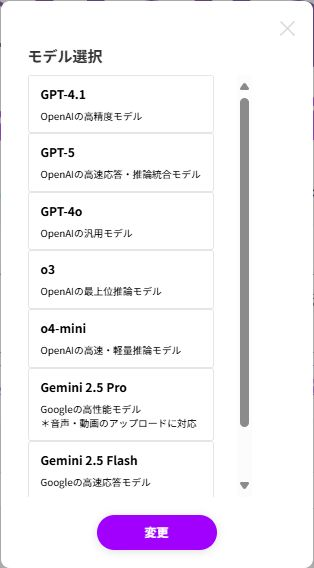 モデル選択
GPT-4.1
OpenAIの高精度モデル
GPT-5
OpenAIの高速応答・推論統合モデル
GPT-4o
OpenAIの汎用モデル
o3
OpenAIの最上位推論モデル
o4-mini
OpenAIの高速・軽量推論モデル
Gemini 2.5 Pro
Googleの高性能モデル
＊音声・動画のアップロードに対応
Gemini 2.5 Flash
Googleの高速応答モデル
変更